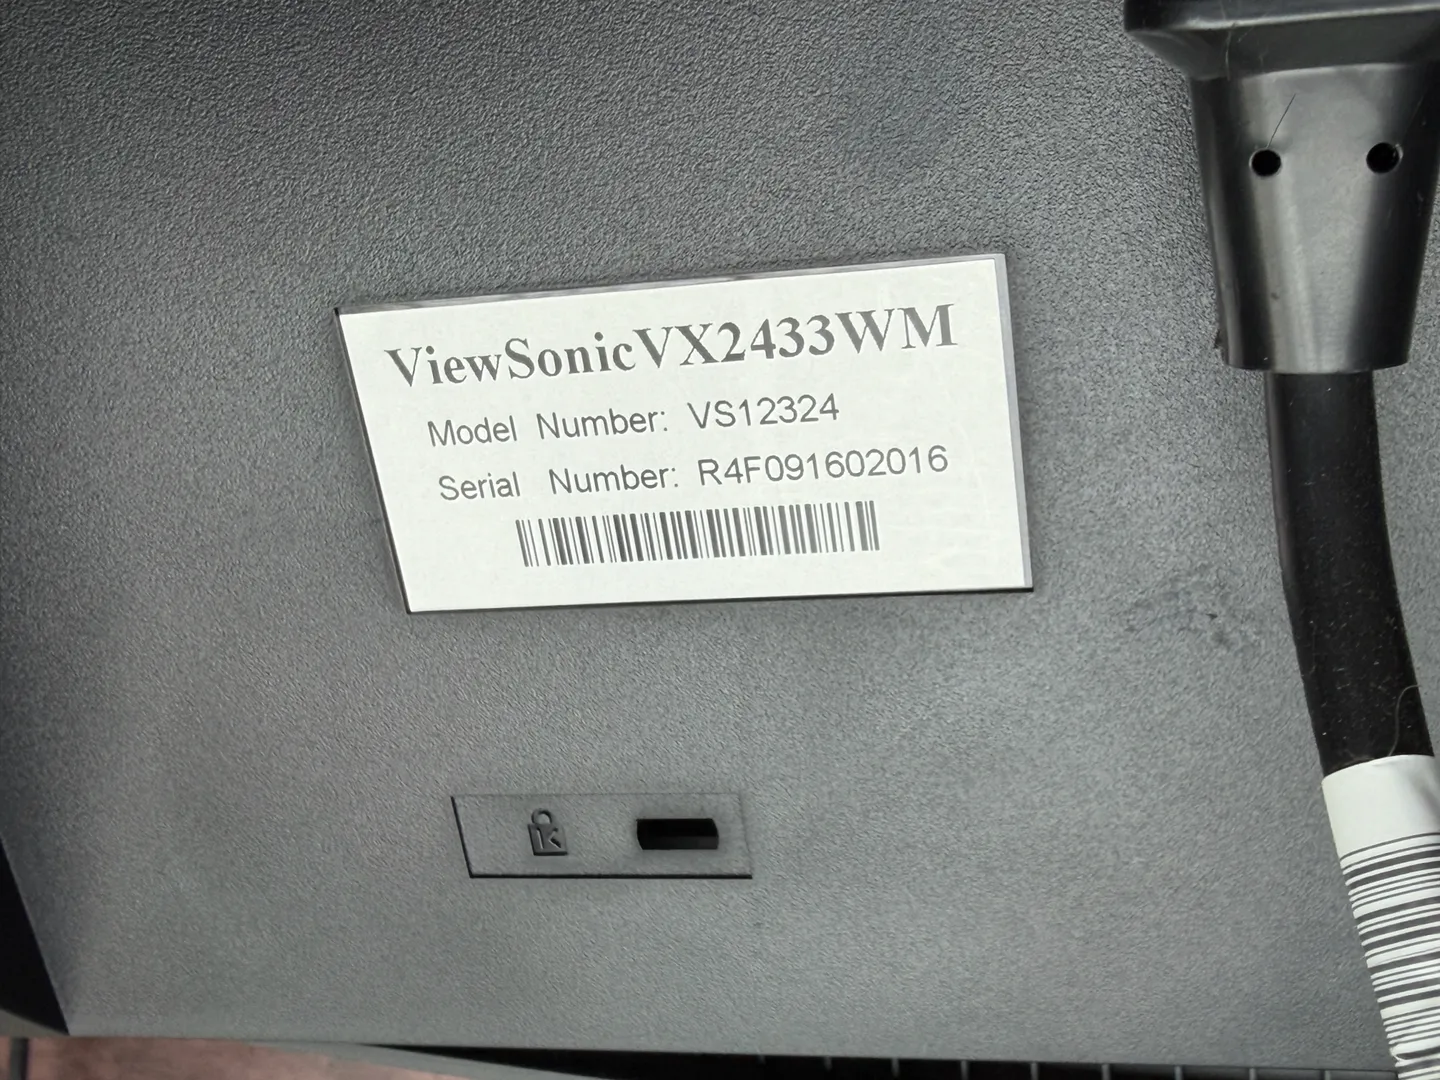 ViewSonicVX2433WM
Model Number: VS12324
Serial Number: R4F091602016
K